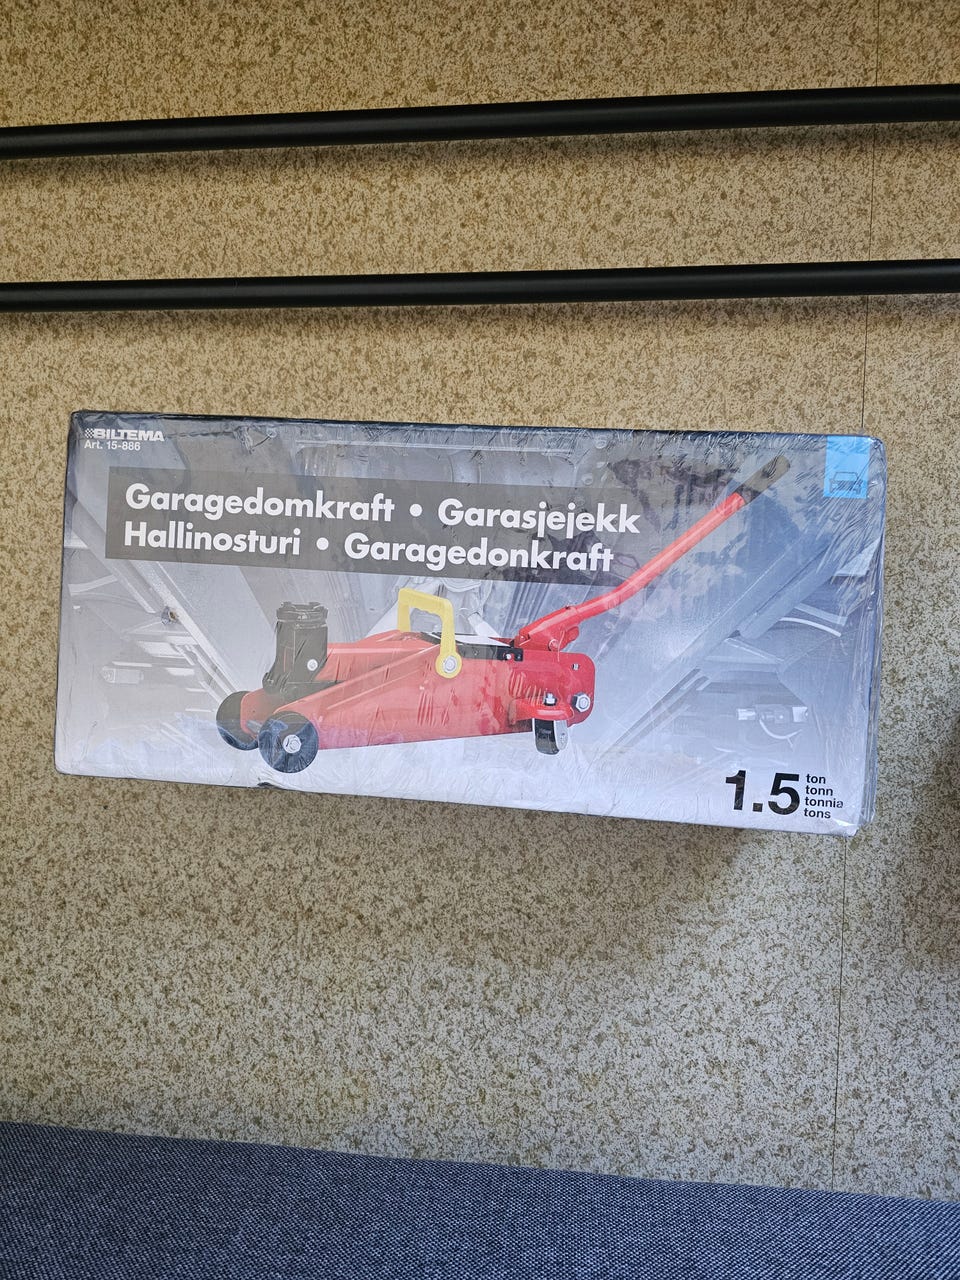 BILTEMA
Art. 15-886
Garagedomkraft • Garasjejekk
Hallinosturi • Garagedonkraft
1.5 ton
tonn
tonnia
tons